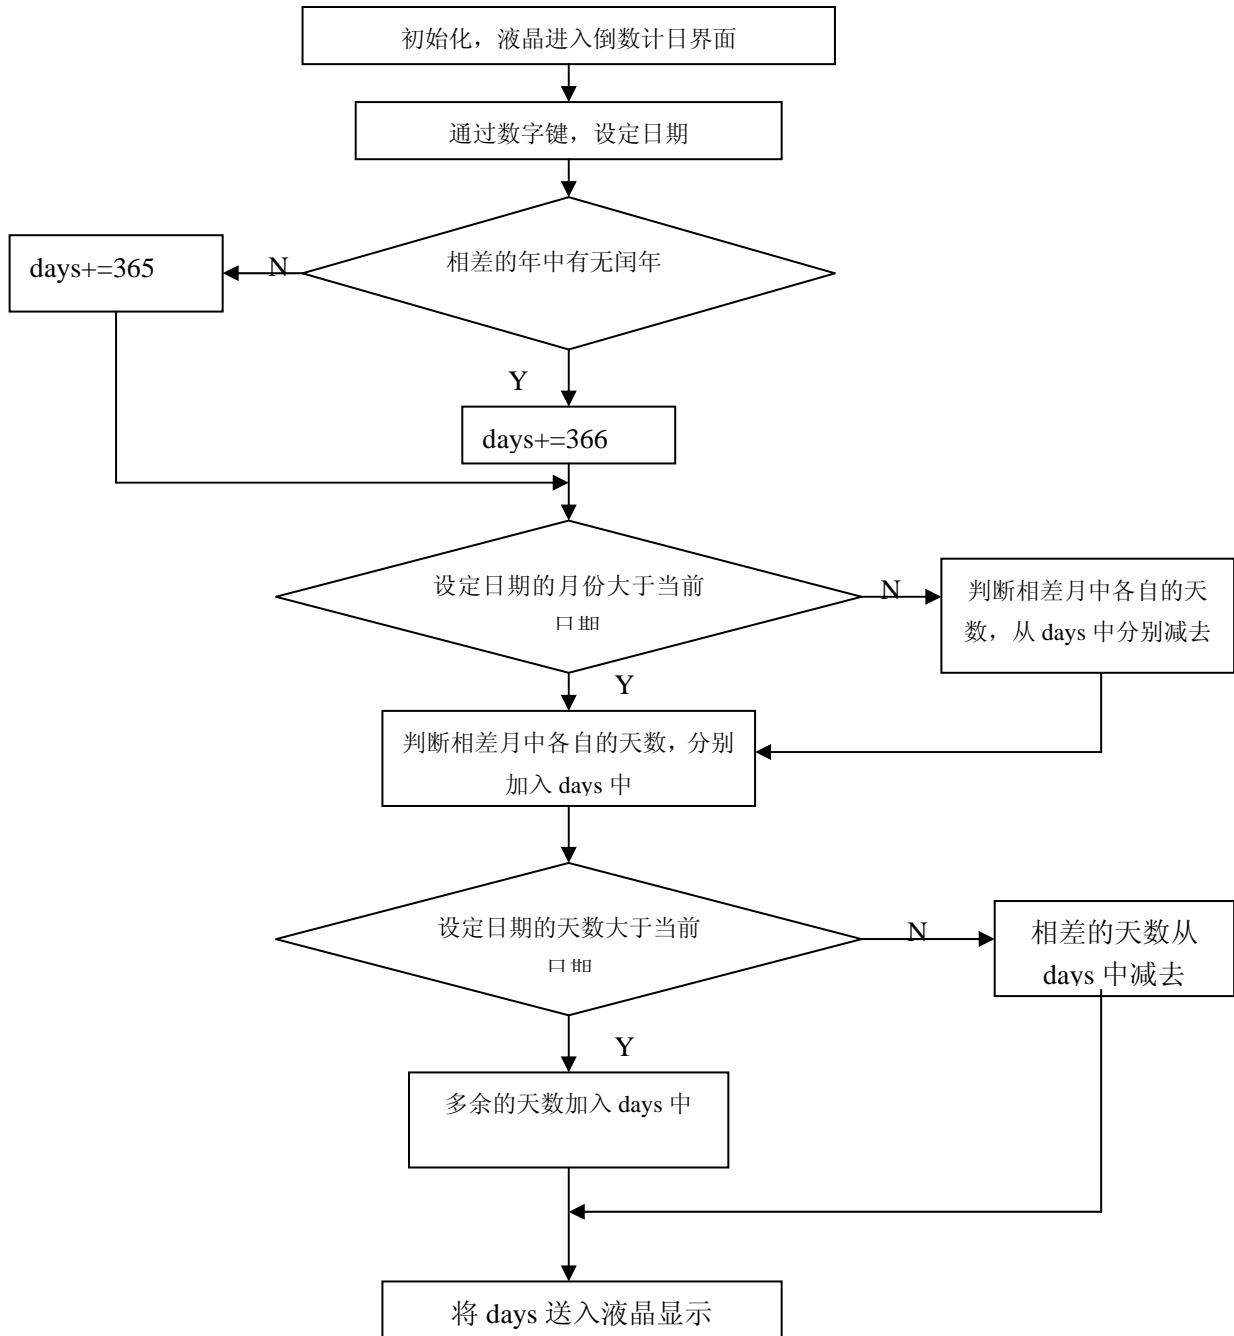 初始化，液晶进入倒数计日界面
通过数字键，设定日期
相差的年中有无闰年
N
days+=365
Y
days+=366
设定日期的月份大于当前
日期
N
判断相差月中各自的天
数，从 days 中分别减去
Y
判断相差月中各自的天数，分别
加入 days 中
设定日期的天数大于当前
日期
N
相差的天数从
days 中减去
Y
多余的天数加入 days 中
将 days 送入液晶显示